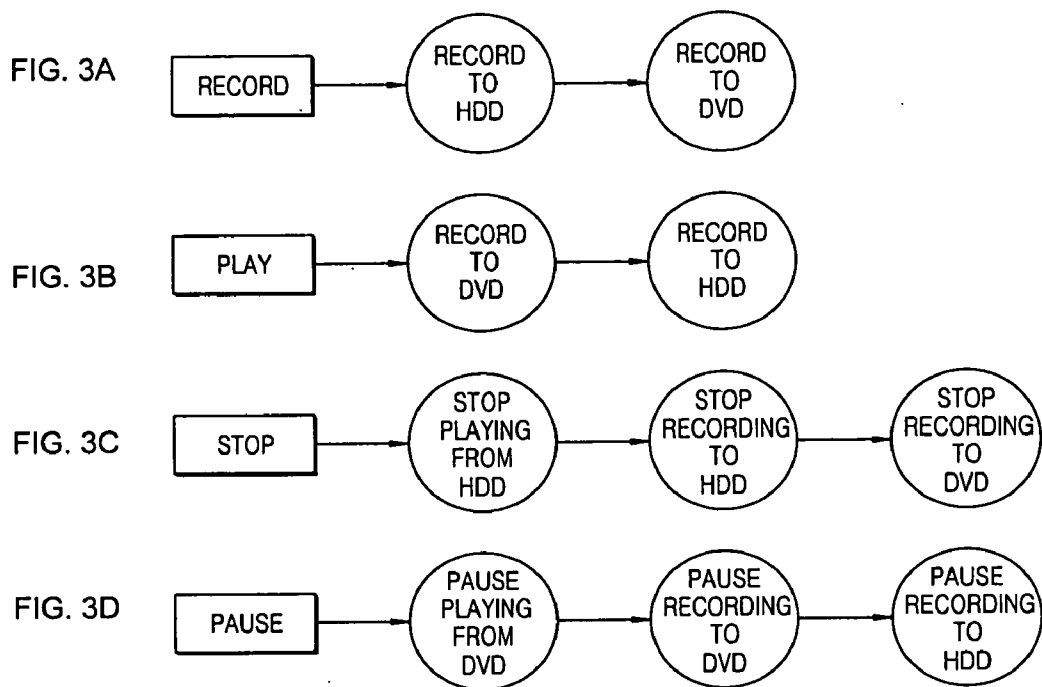 FIG. 3A
RECORD
RECORD
TO
HDD
RECORD
TO
DVD
FIG. 3B
PLAY
RECORD
TO
DVD
RECORD
TO
HDD
FIG. 3C
STOP
STOP
PLAYING
FROM
HDD
STOP
RECORDING
TO
HDD
STOP
RECORDING
TO
DVD
FIG. 3D
PAUSE
PAUSE
PLAYING
FROM
DVD
PAUSE
RECORDING
TO
DVD
PAUSE
RECORDING
TO
HDD